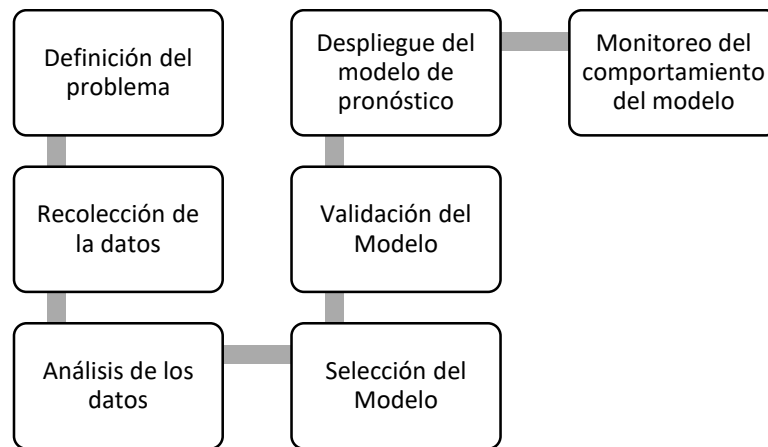 Definición del
problema
Recolección de
la datos
Análisis de los
datos
Selección del
Modelo
Validación del
Modelo
Despliegue del
modelo de
pronóstico
Monitoreo del
comportamiento
del modelo